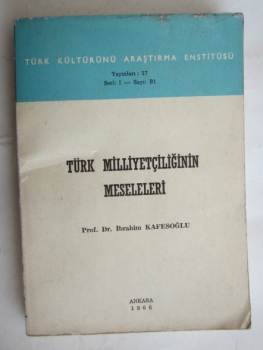 TÜRK KÜLTÜRÜNÜ ARAŞTIRMA ENSTİTÜSÜ
Yayınları : 17
Seri: I — Sayı: B1
TÜRK MİLLİYETÇİLİĞİNİN
MESELELERİ
Prof. Dr. İbrahim KAFESOĞLU
ANKARA
1966